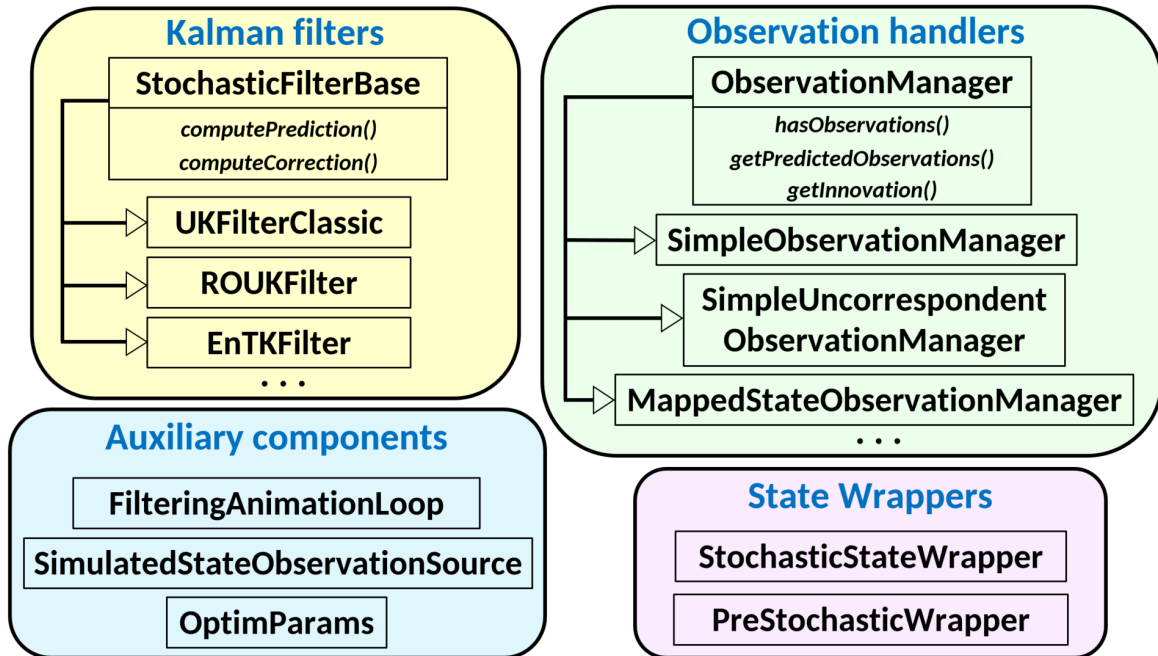 Kalman filters
StochasticFilterBase
computePrediction()
computeCorrection()
UKFilterClassic
ROUKFilter
EnTKFilter
. . .
Observation handlers
ObservationManager
hasObservations()
getPredictedObservations()
getInnovation()
SimpleObservationManager
SimpleUncorrespondent
ObservationManager
MappedStateObservationManager
. . .
Auxiliary components
FilteringAnimationLoop
SimulatedStateObservationSource
OptimParams
State Wrappers
StochasticStateWrapper
PreStochasticWrapper